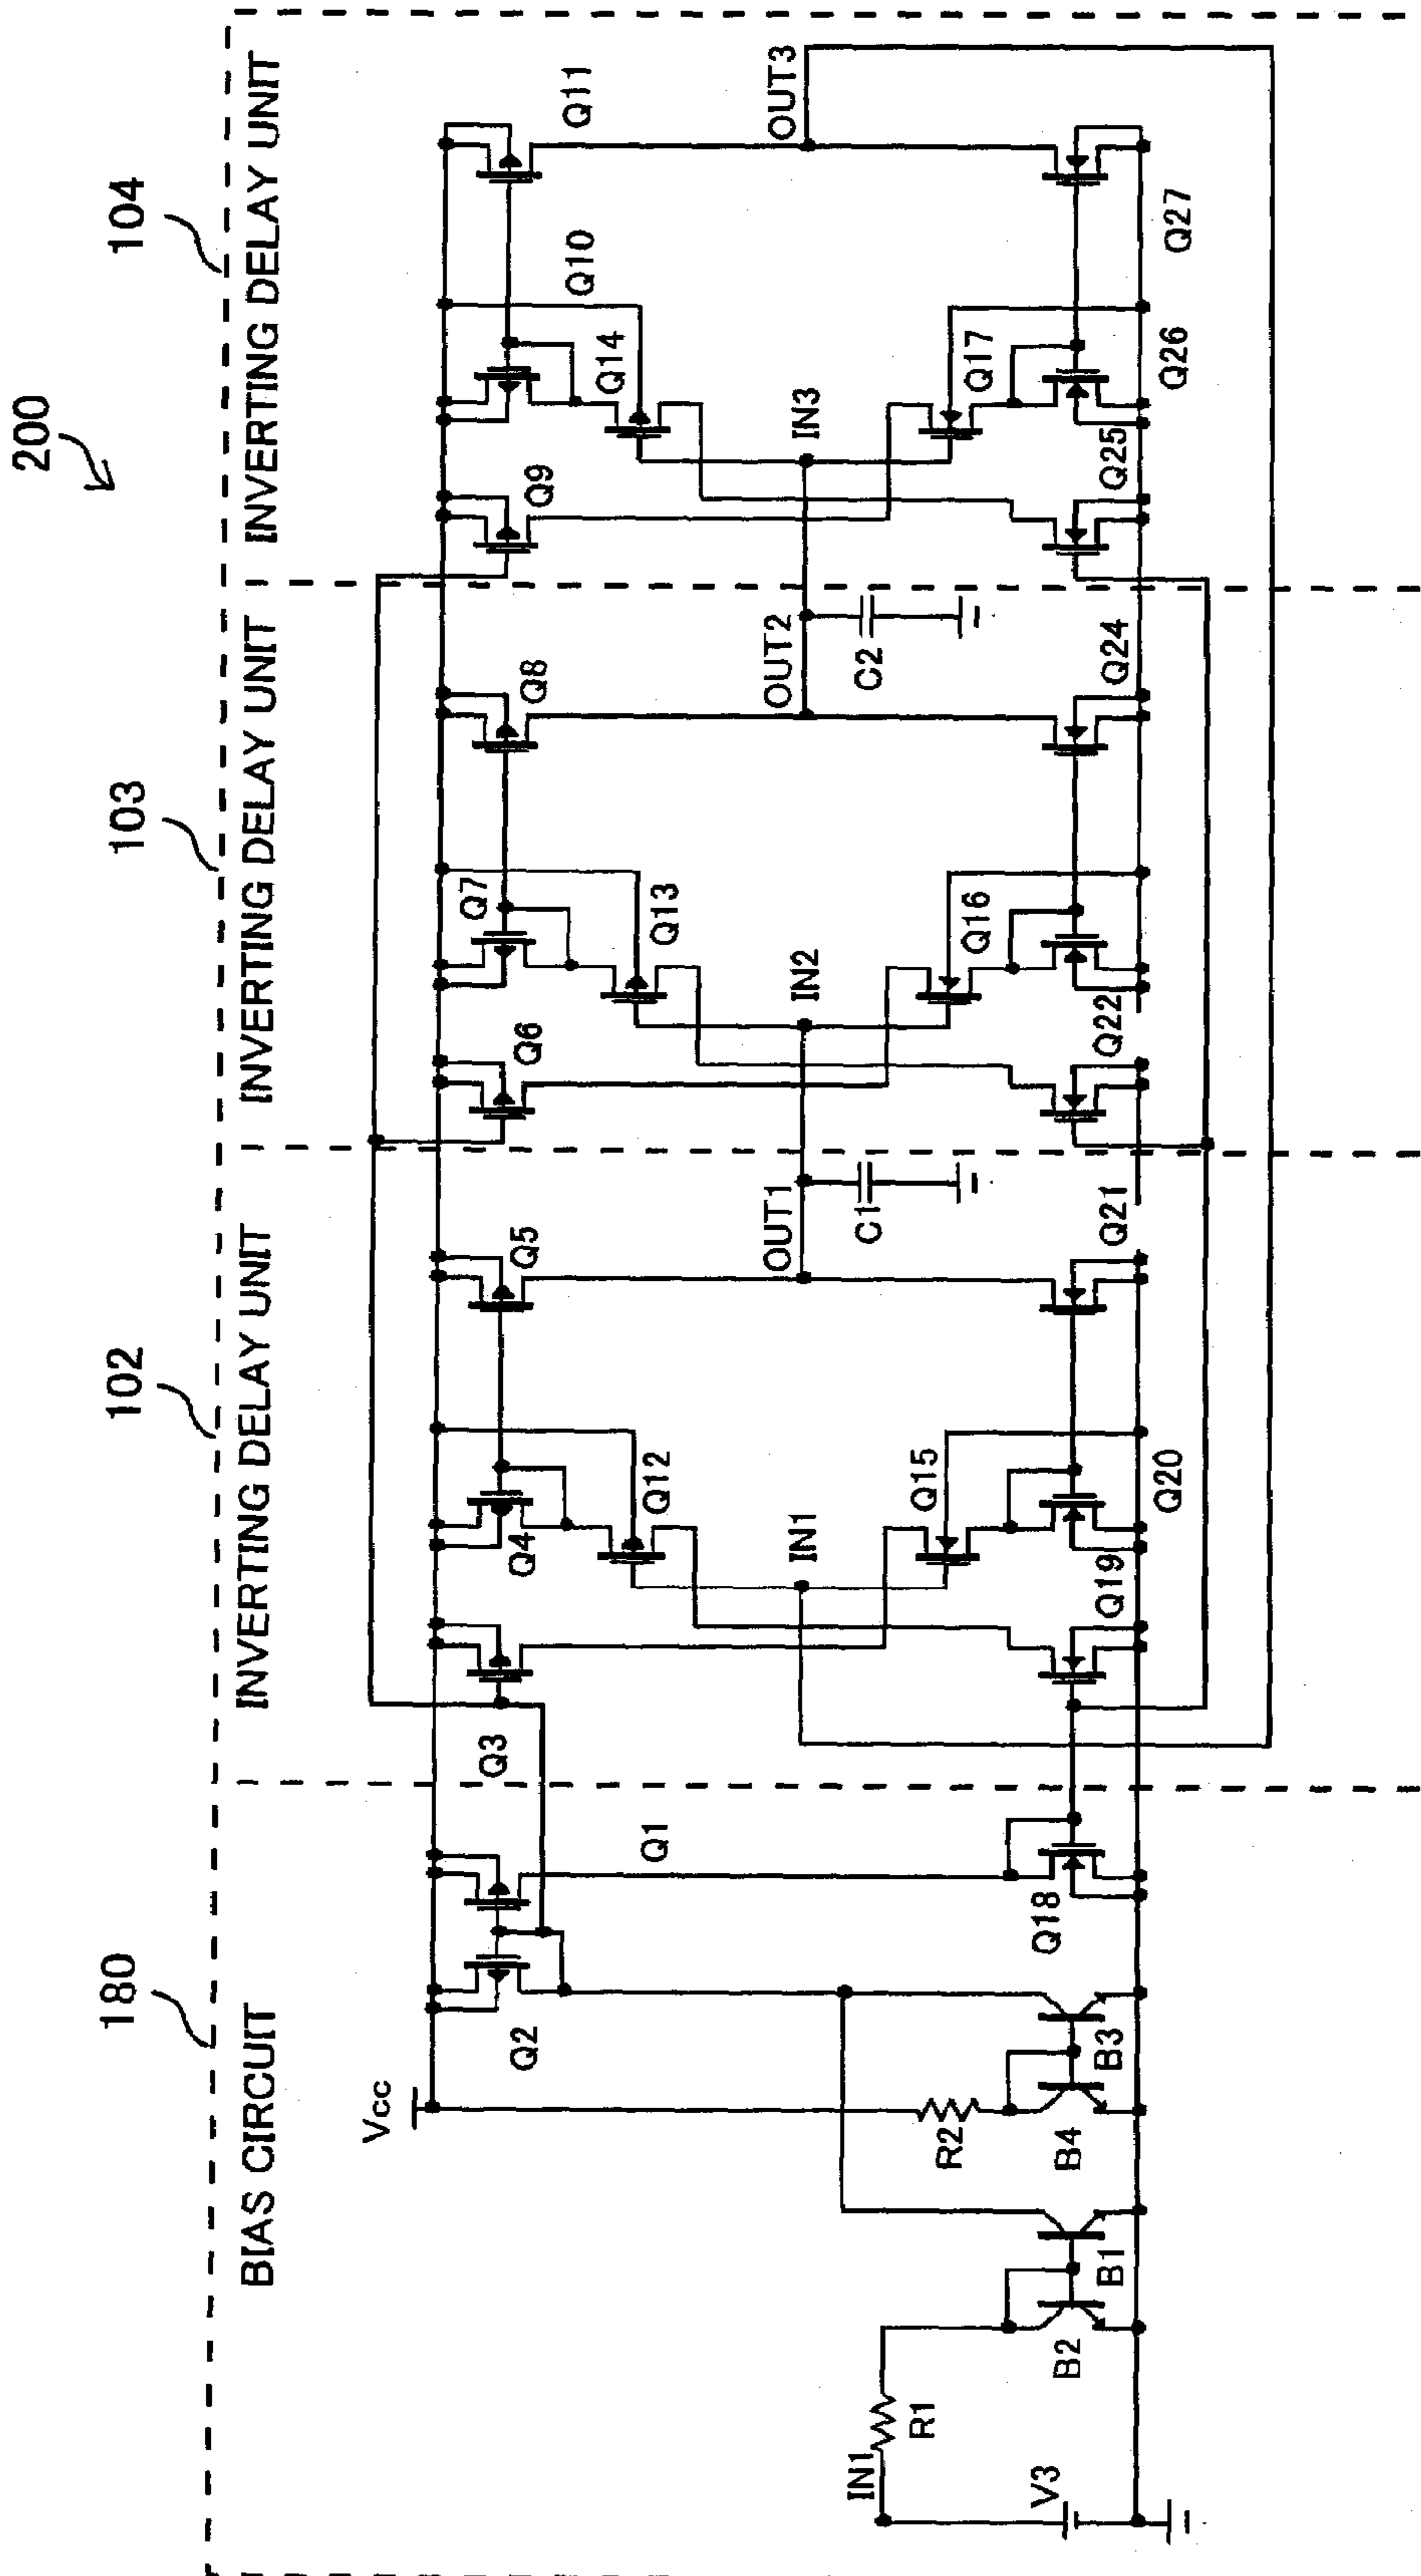 200
180
102
103
104
BIAS CIRCUIT
INVERTING DELAY UNIT
INVERTING DELAY UNIT
INVERTING DELAY UNIT
Vcc
Q2
Q1
Q3
Q4
Q5
Q6
Q7
Q8
Q9
Q10
Q11
Q12
Q13
Q14
IN1
R1
R2
IN1
OUT1
IN2
OUT2
IN3
OUT3
C1
C2
Q15
Q16
Q17
V3
B2
B1
B4
B3
Q18
Q19
Q20
Q21
Q22
Q24
Q25
Q26
Q27